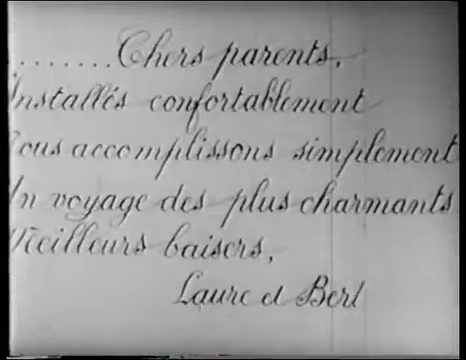 .......Chers parents,
Installés confortablement
Nous accomplissons simplement
Un voyage des plus charmants
Meilleurs baisers,
Laure et Bert